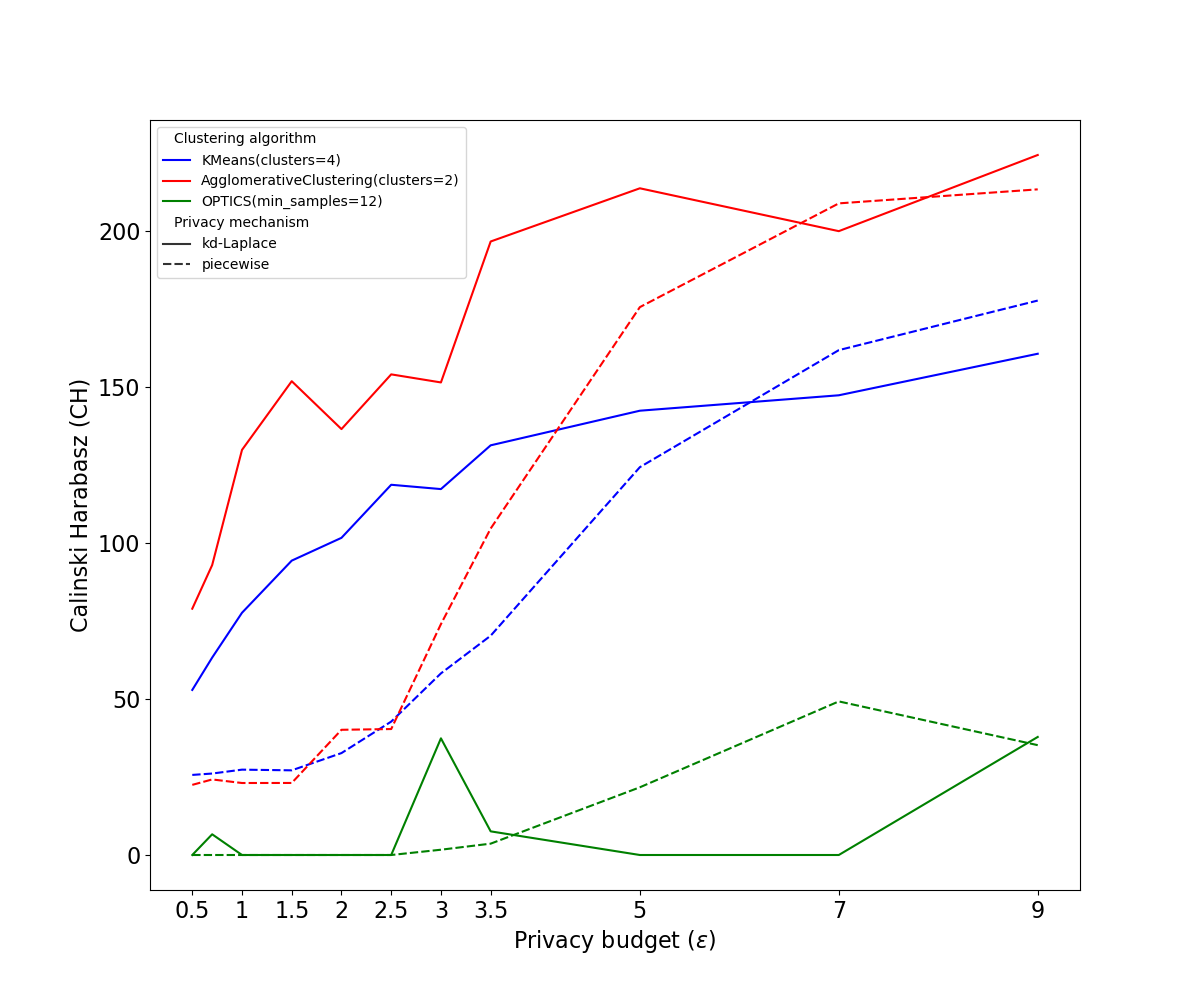 Clustering algorithm
KMeans(clusters=4)
AgglomerativeClustering(clusters=2)
OPTICS(min_samples=12)
Privacy mechanism
kd-Laplace
piecewise
Calinski Harabasz (CH)
200
150
100
50
0
0.5 1 1.5 2 2.5 3 3.5 5 7 9
Privacy budget (ε)